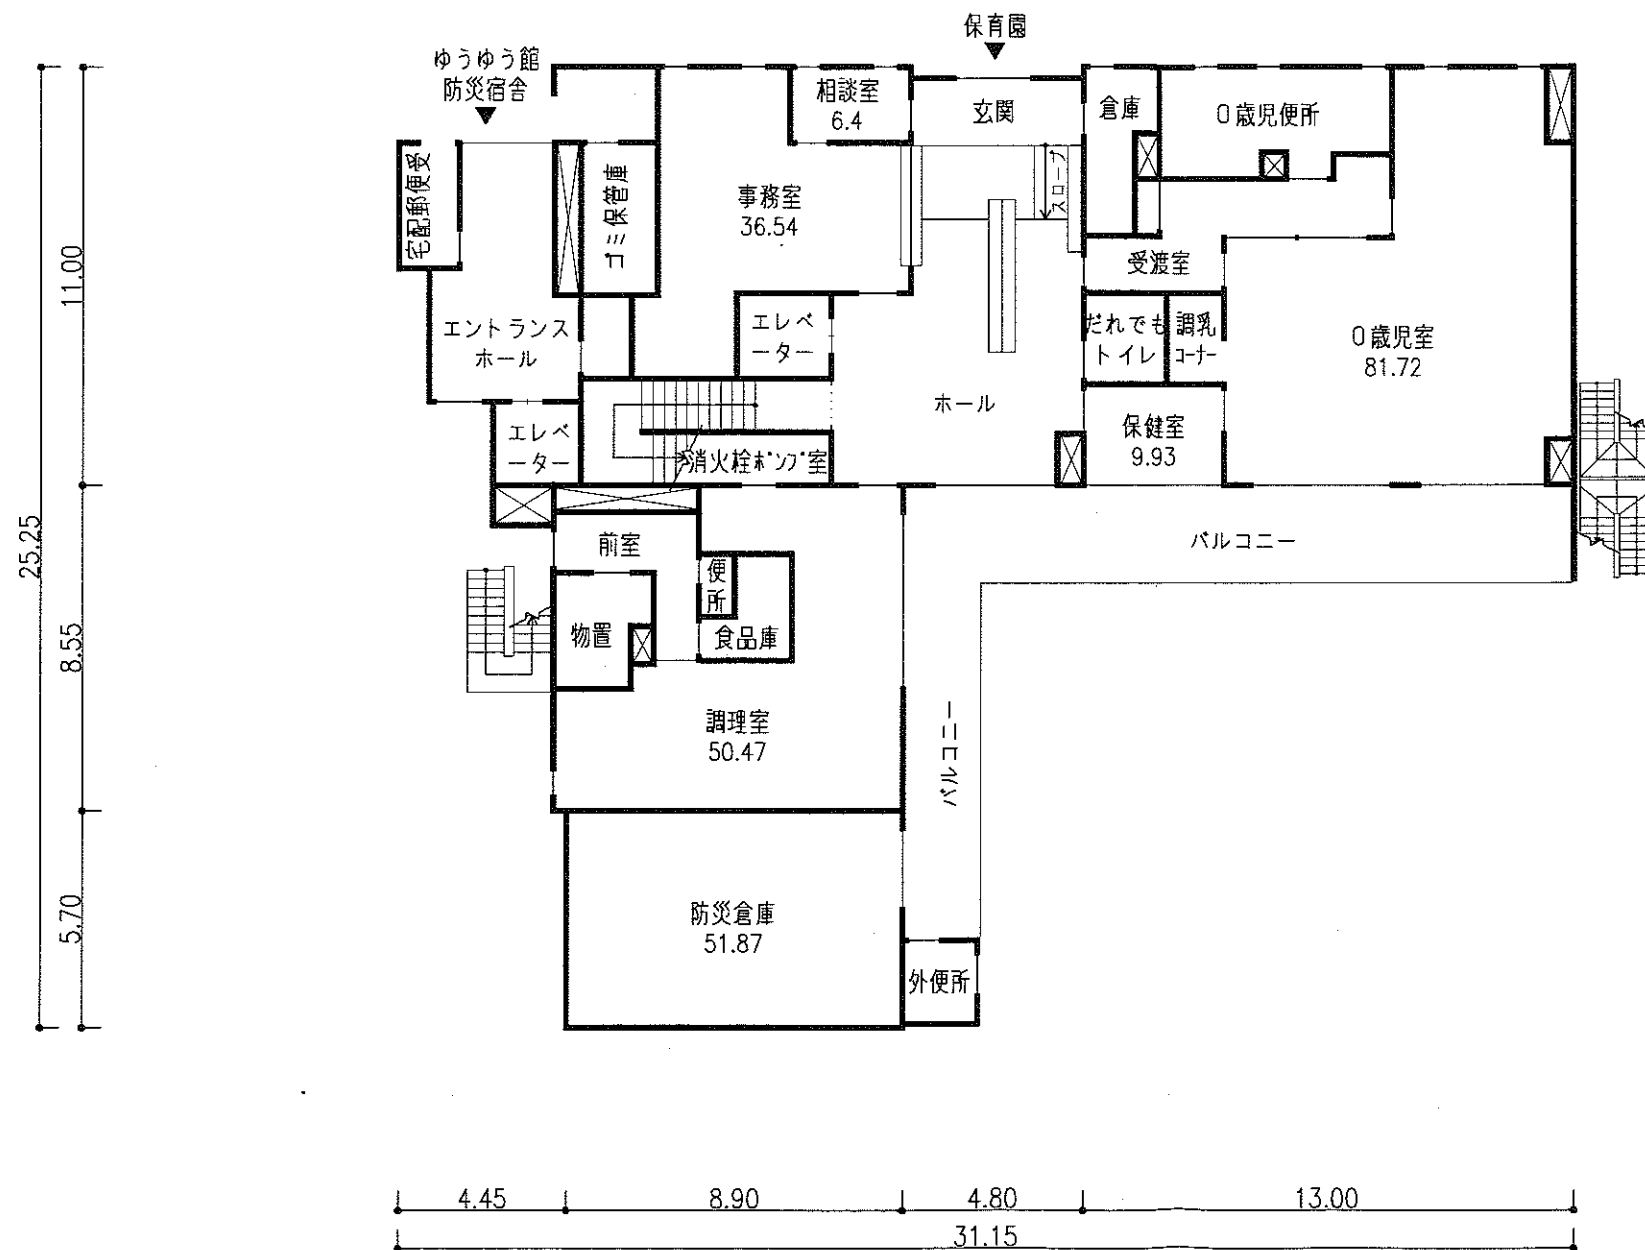 保育園
ゆうゆう館
防災宿舎
相談室
6.4
玄関
倉庫
0歳児便所
宅配郵便受
ゴミ保管庫
事務室
36.54
スロープ
受渡室
エントランス
ホール
エレベ
ーター
だれでも
トイレ
調乳
コーナー
0歳児室
81.72
ホール
エレベ
ーター
消火栓ポンプ室
保健室
9.93
前室
便
所
バルコニー
物置
食品庫
調理室
50.47
バルコニー
防災倉庫
51.87
外便所
11.00
25.25
8.55
5.70
4.45
8.90
4.80
13.00
31.15